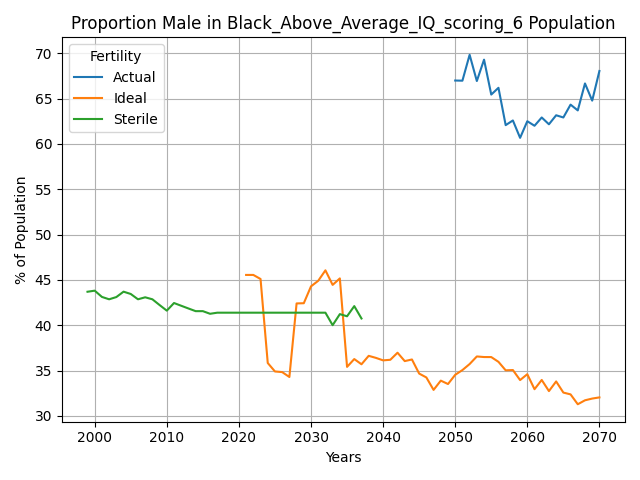 Proportion Male in Black_Above_Average_IQ_scoring_6 Population
Fertility
Actual
Ideal
Sterile
% of Population
70
65
60
55
50
45
40
35
30
2000 2010 2020 2030 2040 2050 2060 2070
Years